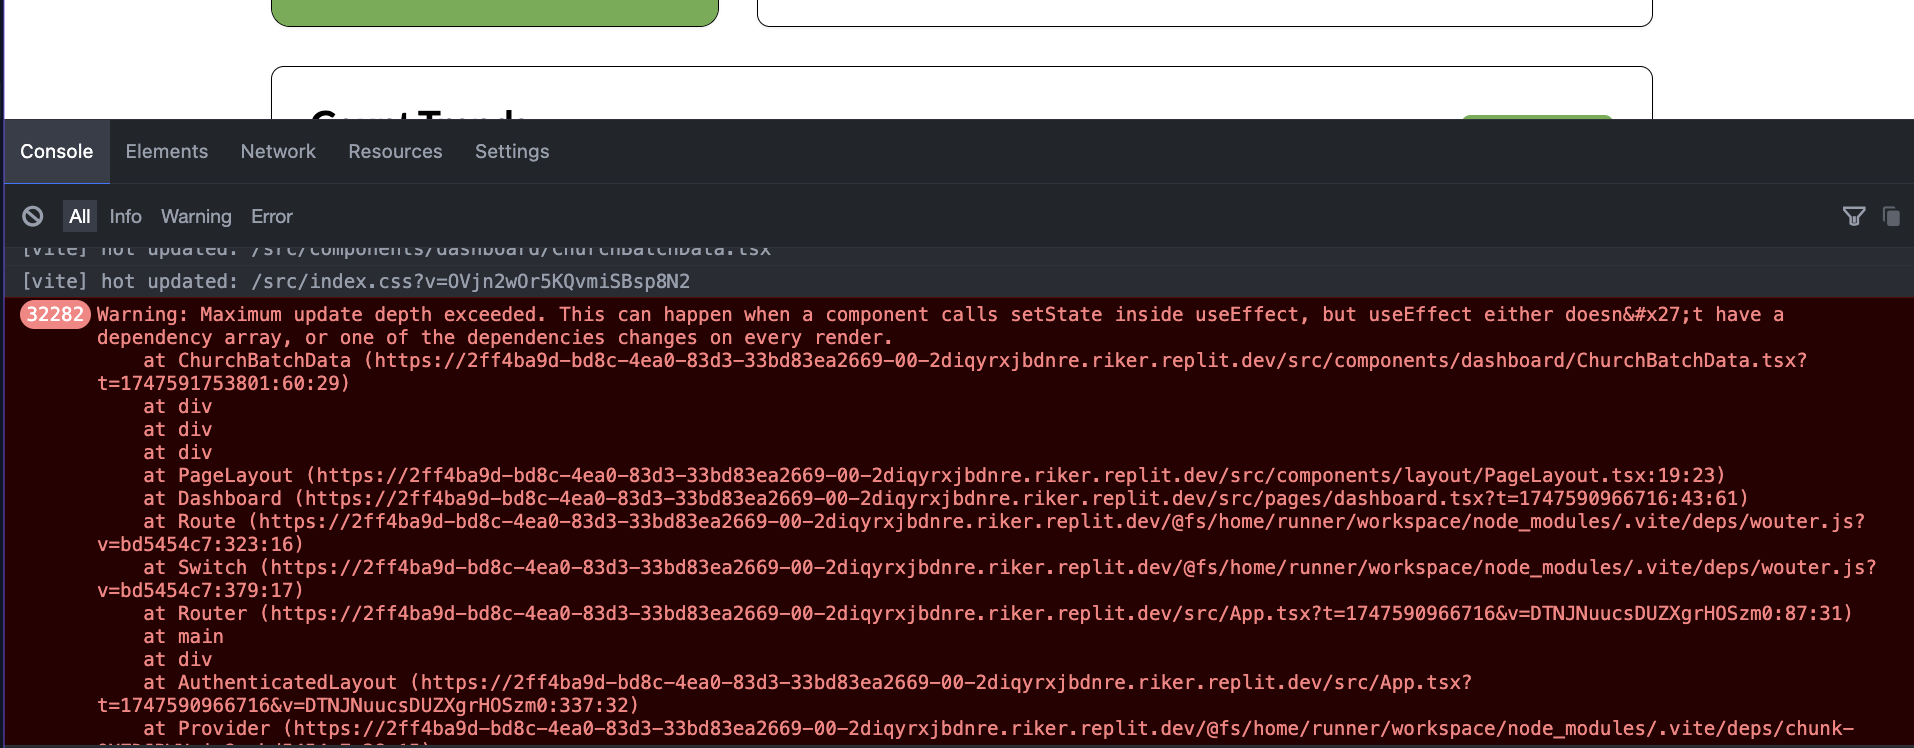 Count Trends
Console Elements Network Resources Settings
All Info Warning Error
[vite] hot updated: /src/components/dashboard/ChurchBatchData.tsx
[vite] hot updated: /src/index.css?v=OVjn2wOr5KQvmiSBsp8N2
32282 Warning: Maximum update depth exceeded. This can happen when a component calls setState inside useEffect, but useEffect either doesn&#x27;t have a
dependency array, or one of the dependencies changes on every render.
at ChurchBatchData (https://2ff4ba9d-bd8c-4ea0-83d3-33bd83ea2669-00-2diqyrxjbdnre.riker.replit.dev/src/components/dashboard/ChurchBatchData.tsx?
t=1747591753801:60:29)
at div
at div
at div
at PageLayout (https://2ff4ba9d-bd8c-4ea0-83d3-33bd83ea2669-00-2diqyrxjbdnre.riker.replit.dev/src/components/layout/PageLayout.tsx:19:23)
at Dashboard (https://2ff4ba9d-bd8c-4ea0-83d3-33bd83ea2669-00-2diqyrxjbdnre.riker.replit.dev/src/pages/dashboard.tsx?t=1747590966716:43:61)
at Route (https://2ff4ba9d-bd8c-4ea0-83d3-33bd83ea2669-00-2diqyrxjbdnre.riker.replit.dev/@fs/home/runner/workspace/node_modules/.vite/deps/wouter.js?
v=bd5454c7:323:16)
at Switch (https://2ff4ba9d-bd8c-4ea0-83d3-33bd83ea2669-00-2diqyrxjbdnre.riker.replit.dev/@fs/home/runner/workspace/node_modules/.vite/deps/wouter.js?
v=bd5454c7:379:17)
at Router (https://2ff4ba9d-bd8c-4ea0-83d3-33bd83ea2669-00-2diqyrxjbdnre.riker.replit.dev/src/App.tsx?t=1747590966716&v=DTNJNuucsDUZXgrHOSzm0:87:31)
at main
at div
at AuthenticatedLayout (https://2ff4ba9d-bd8c-4ea0-83d3-33bd83ea2669-00-2diqyrxjbdnre.riker.replit.dev/src/App.tsx?
t=1747590966716&v=DTNJNuucsDUZXgrHOSzm0:337:32)
at Provider (https://2ff4ba9d-bd8c-4ea0-83d3-33bd83ea2669-00-2diqyrxjbdnre.riker.replit.dev/@fs/home/runner/workspace/node_modules/.vite/deps/chunk-